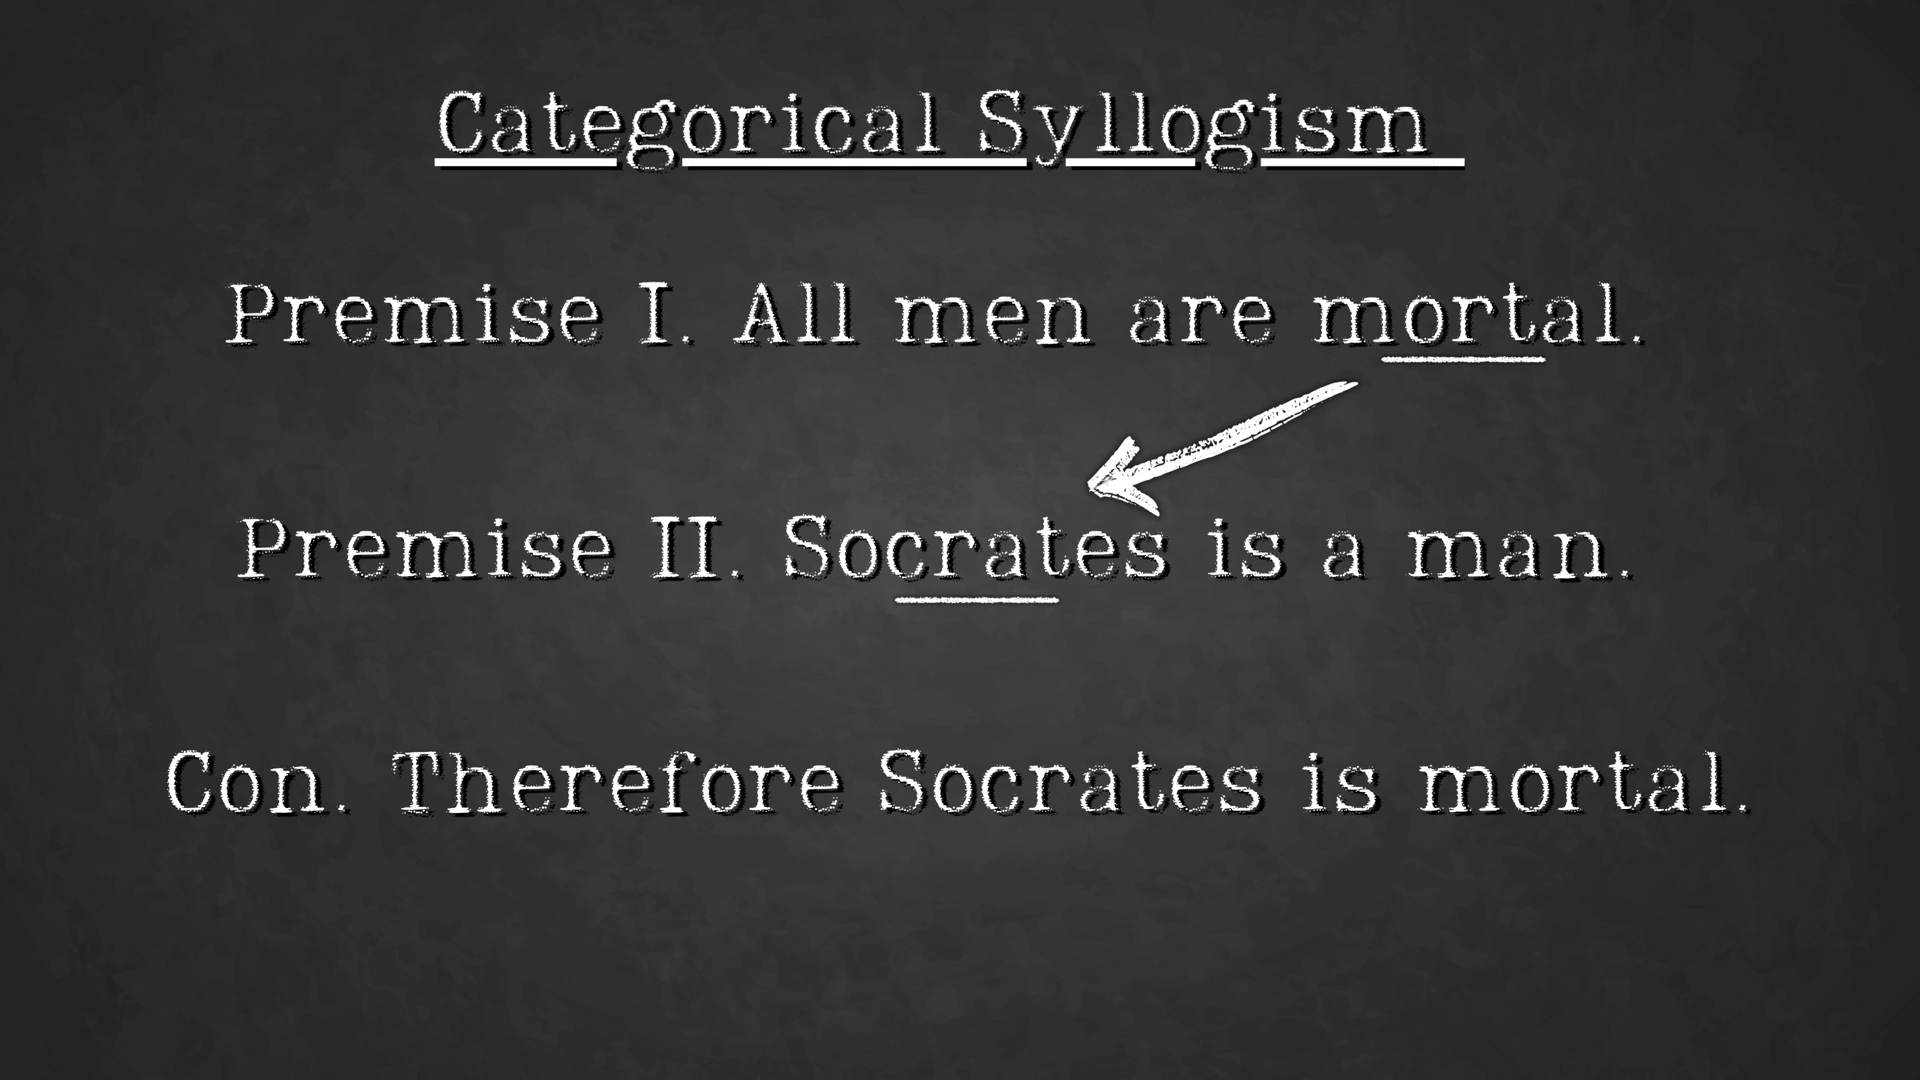 Categorical Syllogism
Premise I. All men are mortal.
Premise II. Socrates is a man.
Con. Therefore Socrates is mortal.